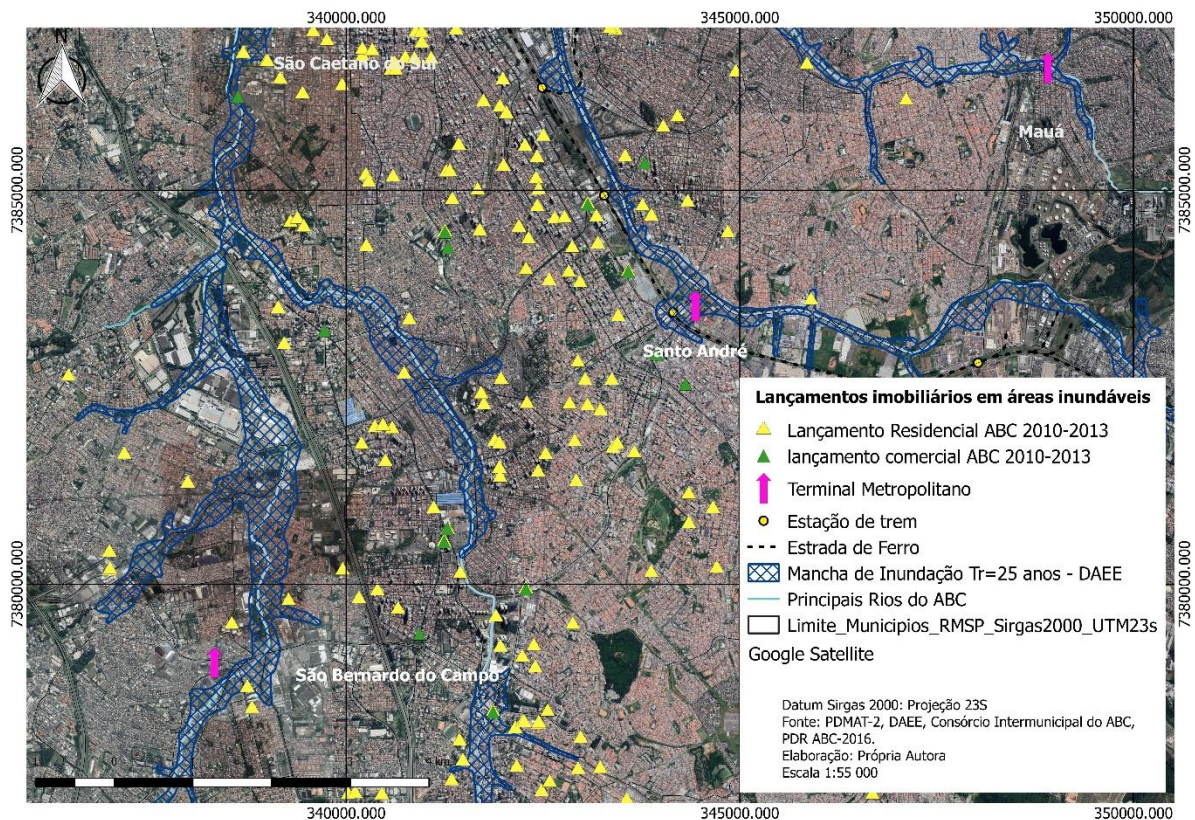 340000.000
345000.000
350000.000
N
São Caetano do Sul
Mauá
7385000.000
7385000.000
Santo André
Lançamentos imobiliários em áreas inundáveis
Lançamento Residencial ABC 2010-2013
lançamento comercial ABC 2010-2013
Terminal Metropolitano
Estação de trem
Estrada de Ferro
Mancha de Inundação Tr=25 anos - DAEE
Principais Rios do ABC
Limite_Municipios_RMSP_Sirgas2000_UTM23s
Google Satellite
7380000.000
7380000.000
São Bernardo do Campo
Datum Sirgas 2000: Projeção 23S
Fonte: PDMAT-2, DAEE, Consórcio Intermunicipal do ABC,
PDR ABC-2016.
Elaboração: Própria Autora
Escala 1:55 000
km
340000.000
345000.000
350000.000